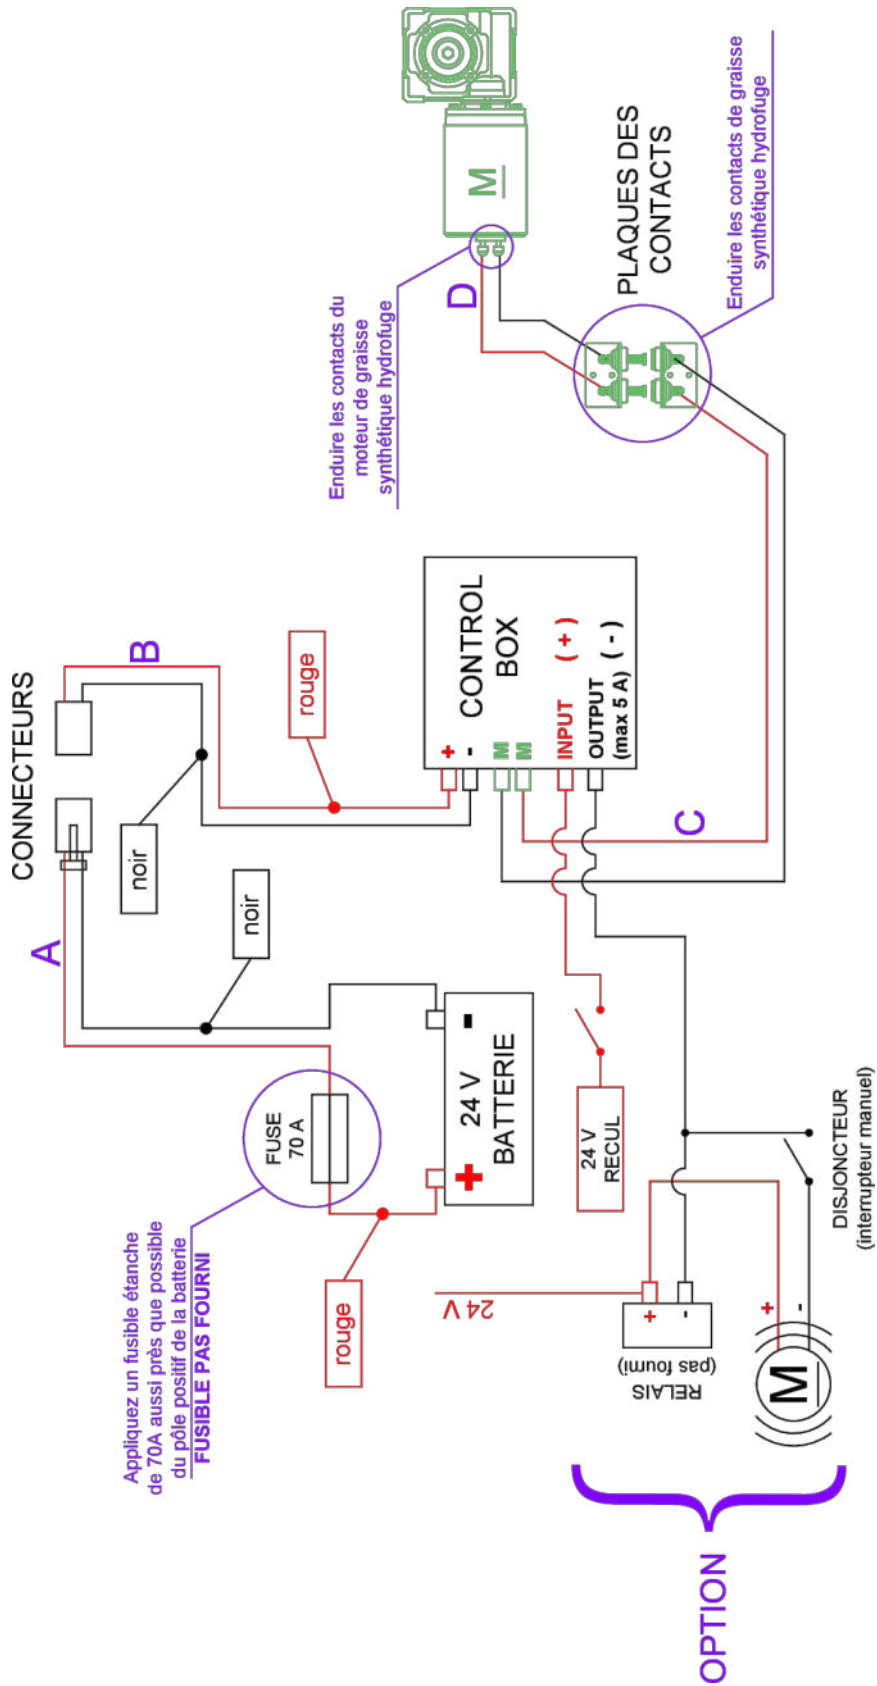 CONNECTEURS
A
B
noir
noir
rouge
rouge
Appliquez un fusible étanche
de 70A aussi près que possible
du pôle positif de la batterie
FUSIBLE PAS FOURNI
FUSE
70 A
+
-
24 V
BATTERIE
Enduire les contacts du
moteur de graisse
synthétique hydrofuge
M
D
PLAQUES DES
CONTACTS
Enduire les contacts de graisse
synthétique hydrofuge
CONTROL
BOX
+
-
M
M
INPUT
(+)
OUTPUT
(-)
(max 5 A)
C
24 V
RECUL
24 V
RELAIS
(pas fourni)
+
-
DISJONCTEUR
(interrupteur manuel)
+
-
M
OPTION